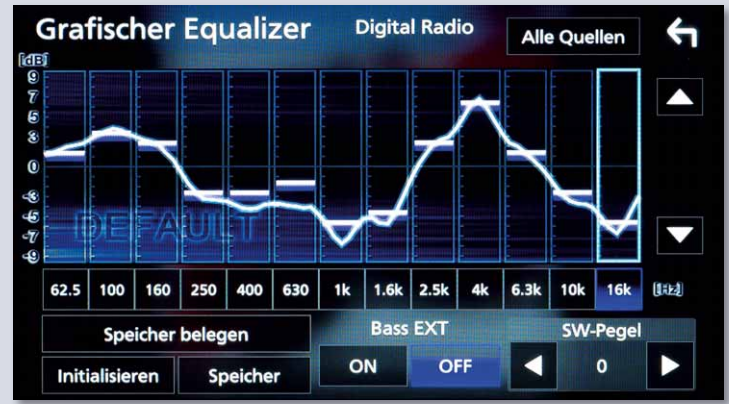 Grafischer Equalizer Digital Radio Alle Quellen
[dB]
9
7
5
3
0
-3
-5
-7
-9
DEFAULT
62.5 100 160 250 400 630 1k 1.6k 2.5k 4k 6.3k 10k 16k [Hz]
Speicher belegen Bass EXT SW-Pegel
Initialisieren Speicher ON OFF 0